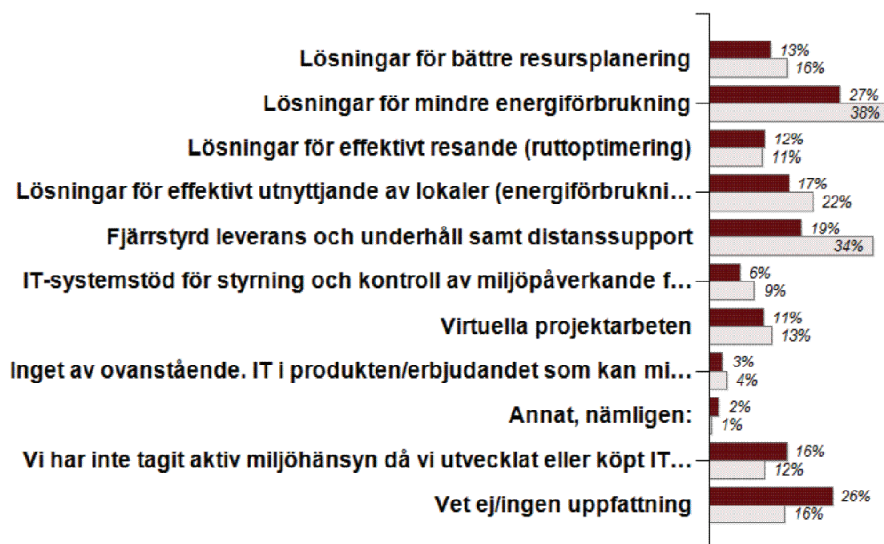 Lösningar för bättre resursplanering
13%
16%
Lösningar för mindre energiförbrukning
27%
38%
Lösningar för effektivt resande (ruttoptimering)
12%
11%
Lösningar för effektivt utnyttjande av lokaler (energiförbrukni…
17%
22%
Fjärrstyrd leverans och underhåll samt distanssupport
19%
34%
IT-systemstöd för styrning och kontroll av miljöpåverkande f…
6%
9%
Virtuella projektarbeten
11%
13%
Inget av ovanstående. IT i produkten/erbjudandet som kan mi…
3%
4%
Annat, nämligen:
2%
1%
Vi har inte tagit aktiv miljöhänsyn då vi utvecklat eller köpt IT…
16%
12%
Vet ej/ingen uppfattning
26%
16%